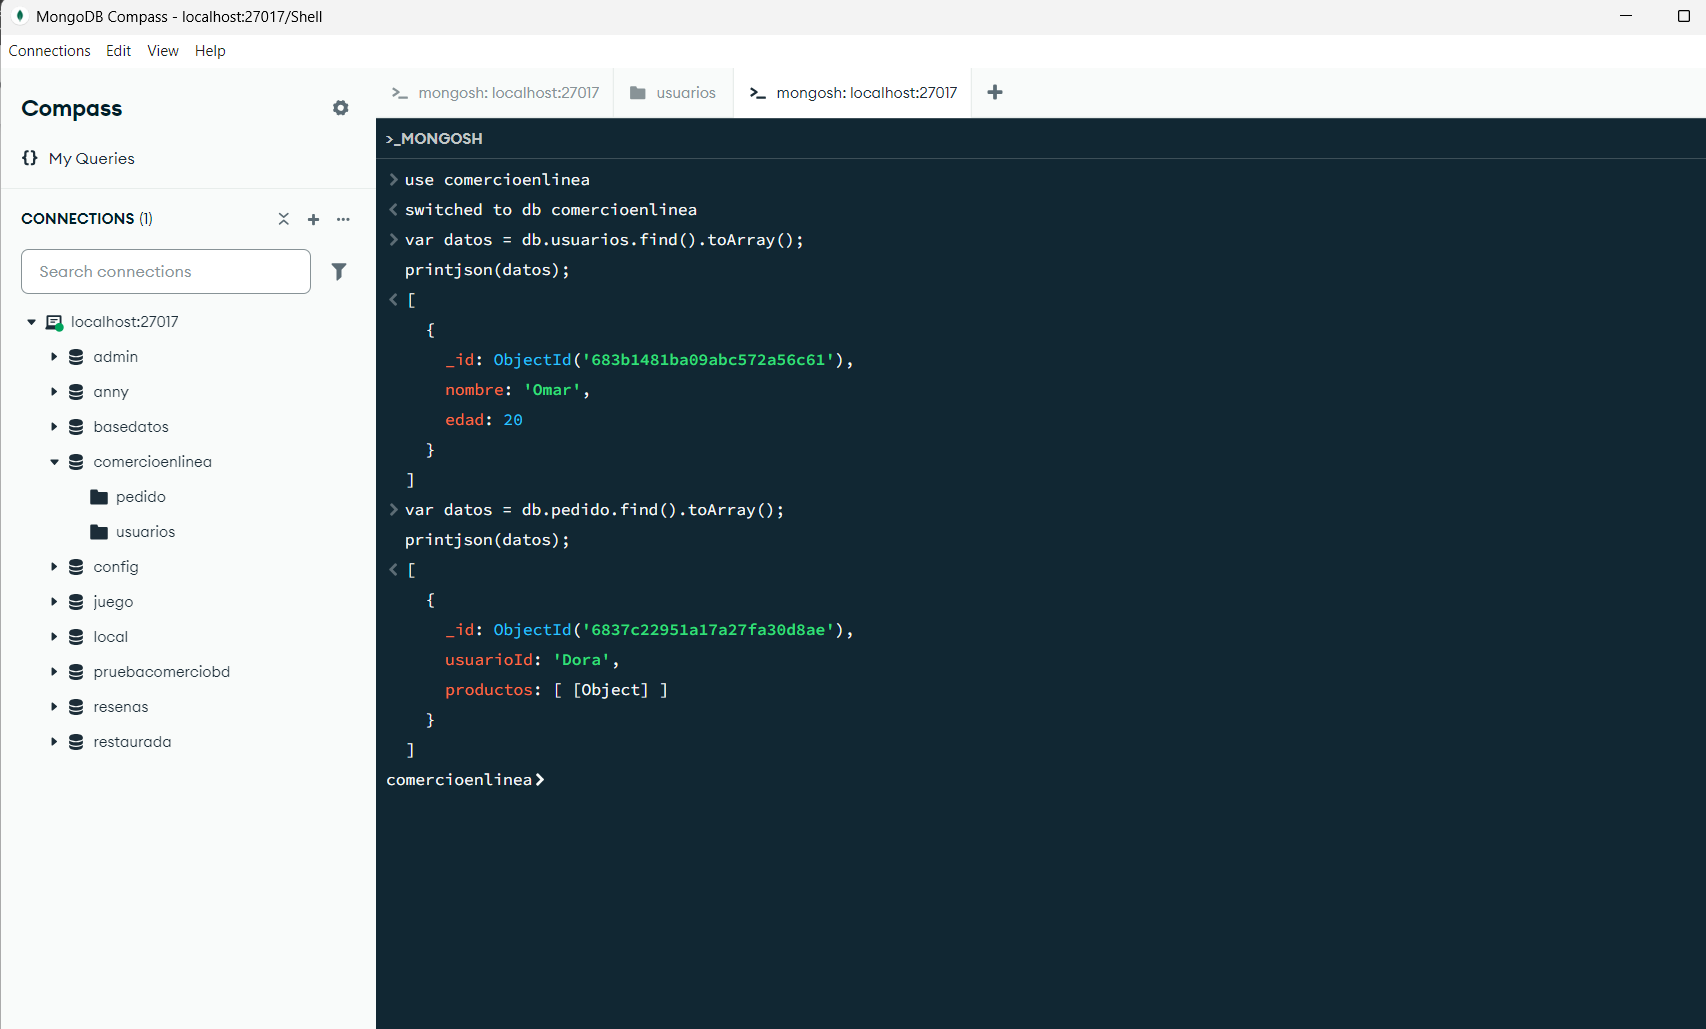 MongoDB Compass - localhost:27017/Shell
Connections Edit View Help
Compass
{} My Queries
CONNECTIONS (1)
Search connections
localhost:27017
admin
anny
basedatos
comercioenlinea
pedido
usuarios
config
juego
local
pruebacomerciobd
resenas
restaurada
>_ mongosh: localhost:27017 usuarios >_ mongosh: localhost:27017 +
>_MONGOSH
> use comercioenlinea
< switched to db comercioenlinea
> var datos = db.usuarios.find().toArray();
printjson(datos);
< [
{
_id: ObjectId('683b1481ba09abc572a56c61'),
nombre: 'Omar',
edad: 20
}
]
> var datos = db.pedido.find().toArray();
printjson(datos);
< [
{
_id: ObjectId('6837c22951a17a27fa30d8ae'),
usuarioId: 'Dora',
productos: [ [Object] ]
}
]
comercioenlinea>